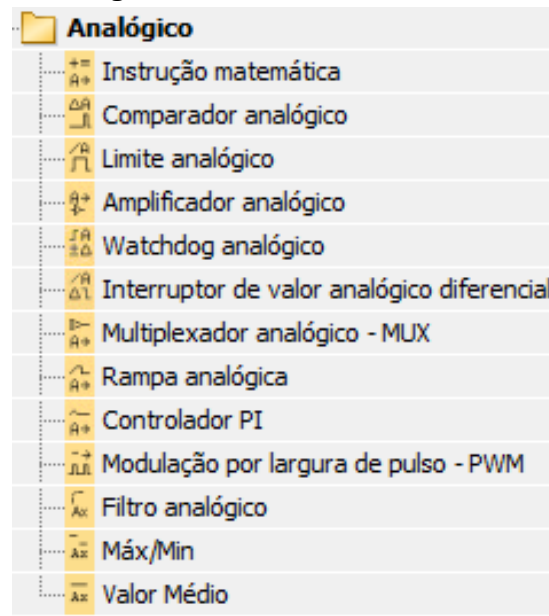 Analógico
Instrução matemática
Comparador analógico
Limite analógico
Amplificador analógico
Watchdog analógico
Interruptor de valor analógico diferencial
Multiplexador analógico - MUX
Rampa analógica
Controlador PI
Modulação por largura de pulso - PWM
Filtro analógico
Máx/Min
Valor Médio